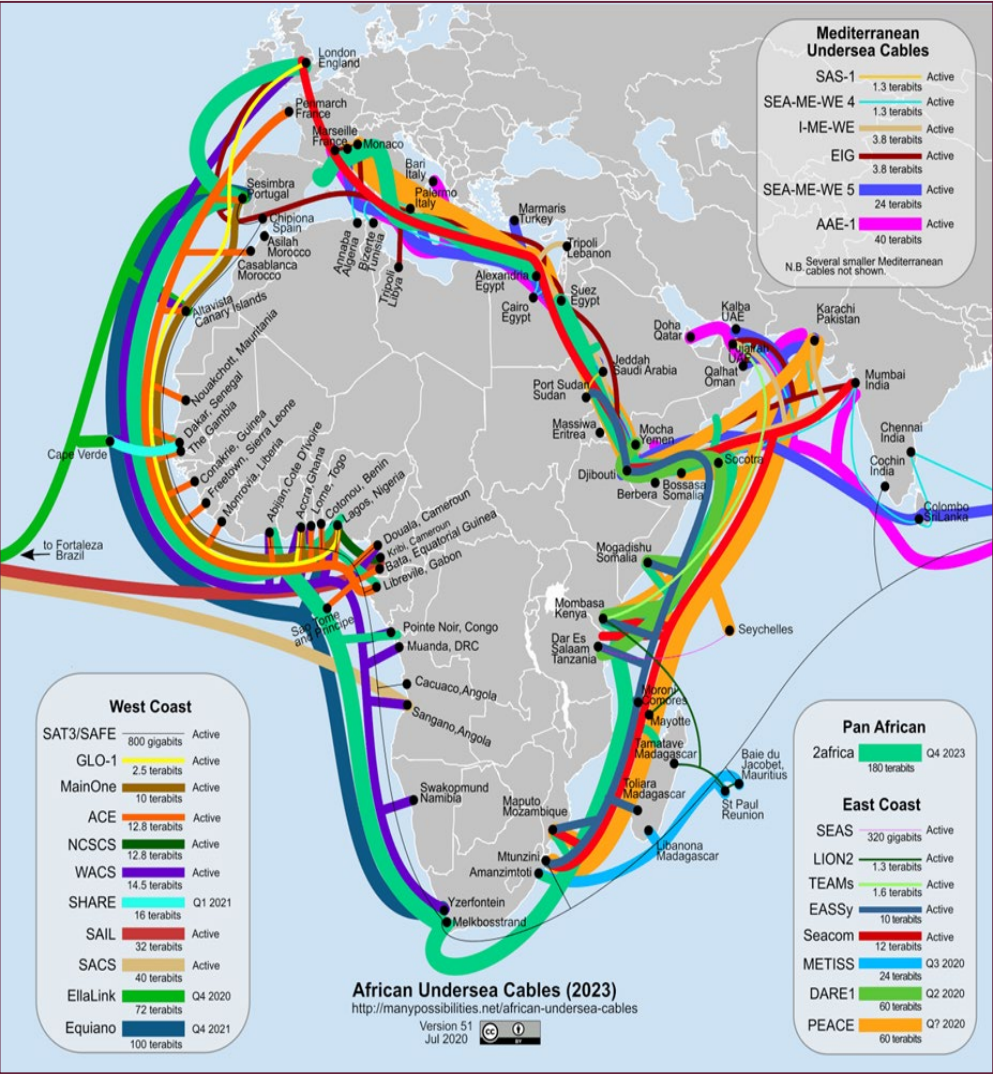 Mediterranean
Undersea Cables
SAS-1 Active
1.3 terabits
SEA-ME-WE 4 Active
1.3 terabits
I-ME-WE Active
3.8 terabits
EIG Active
3.8 terabits
SEA-ME-WE 5 Active
24 terabits
AAE-1 Active
40 terabits
N.B. Several smaller Mediterranean
cables not shown.
London
England
Penmarch
France
Marseille
France
Monaco
Bari
Italy
Palermo
Italy
Sesimbra
Portugal
Chipiona
Spain
Asilah
Morocco
Casablanca
Morocco
Annaba
Algeria
Bizerte
Tunisia
Tripoli
Libya
Marmaris
Turkey
Tripoli
Lebanon
Alexandria
Egypt
Cairo
Egypt
Suez
Egypt
Altavista
Canary Islands
Doha
Qatar
Kalba
UAE
Fujairah
UAE
Qalhat
Oman
Karachi
Pakistan
Mumbai
India
Chennai
India
Cochin
India
Colombo
Sri Lanka
Jeddah
Saudi Arabia
Port Sudan
Sudan
Massiwa
Eritrea
Mocha
Yemen
Djibouti
Berbera
Bossasa
Somalia
Socotra
Nouakchott, Mauritania
Dakar, Senegal
The Gambia
Cape Verde
Conakrie, Guinea
Freetown, Sierra Leone
Monrovia, Liberia
Abijan, Cote D'Ivoire
Accra, Ghana
Lome, Togo
Cotonou, Benin
Lagos, Nigeria
Douala, Cameroun
Kribi, Cameroun
Bata, Equatorial Guinea
Libreville, Gabon
to Fortaleza
Brazil
Sao Tome
and Principe
Pointe Noir, Congo
Muanda, DRC
Cacuaco,Angola
Sangano,Angola
Mogadishu
Somalia
Mombasa
Kenya
Dar Es
Salaam
Tanzania
Seychelles
Moroni
Comores
Mayotte
Tamatave
Madagascar
Baie du
Jacobet,
Mauritius
St Paul
Reunion
Toliara
Madagascar
Libanona
Madagascar
Maputo
Mozambique
Mtunzini
Amanzimtoti
Swakopmund
Namibia
Yzerfontein
Melkbosstrand
West Coast
SAT3/SAFE Active
800 gigabits
GLO-1 Active
2.5 terabits
MainOne Active
10 terabits
ACE Active
12.8 terabits
NCSCS Active
12.8 terabits
WACS Active
14.5 terabits
SHARE Q1 2021
16 terabits
SAIL Active
32 terabits
SACS Active
40 terabits
EllaLink Q4 2020
72 terabits
Equiano Q4 2021
100 terabits
Pan African
2africa Q4 2023
180 terabits
East Coast
SEAS Active
320 gigabits
LION2 Active
1.3 terabits
TEAMs Active
1.6 terabits
EASSy Active
10 terabits
Seacom Active
12 terabits
METISS Q3 2020
24 terabits
DARE1 Q2 2020
60 terabits
PEACE Q? 2020
60 terabits
African Undersea Cables (2023)
http://manypossibilities.net/african-undersea-cables
Version 51
Jul 2020
cc
BY